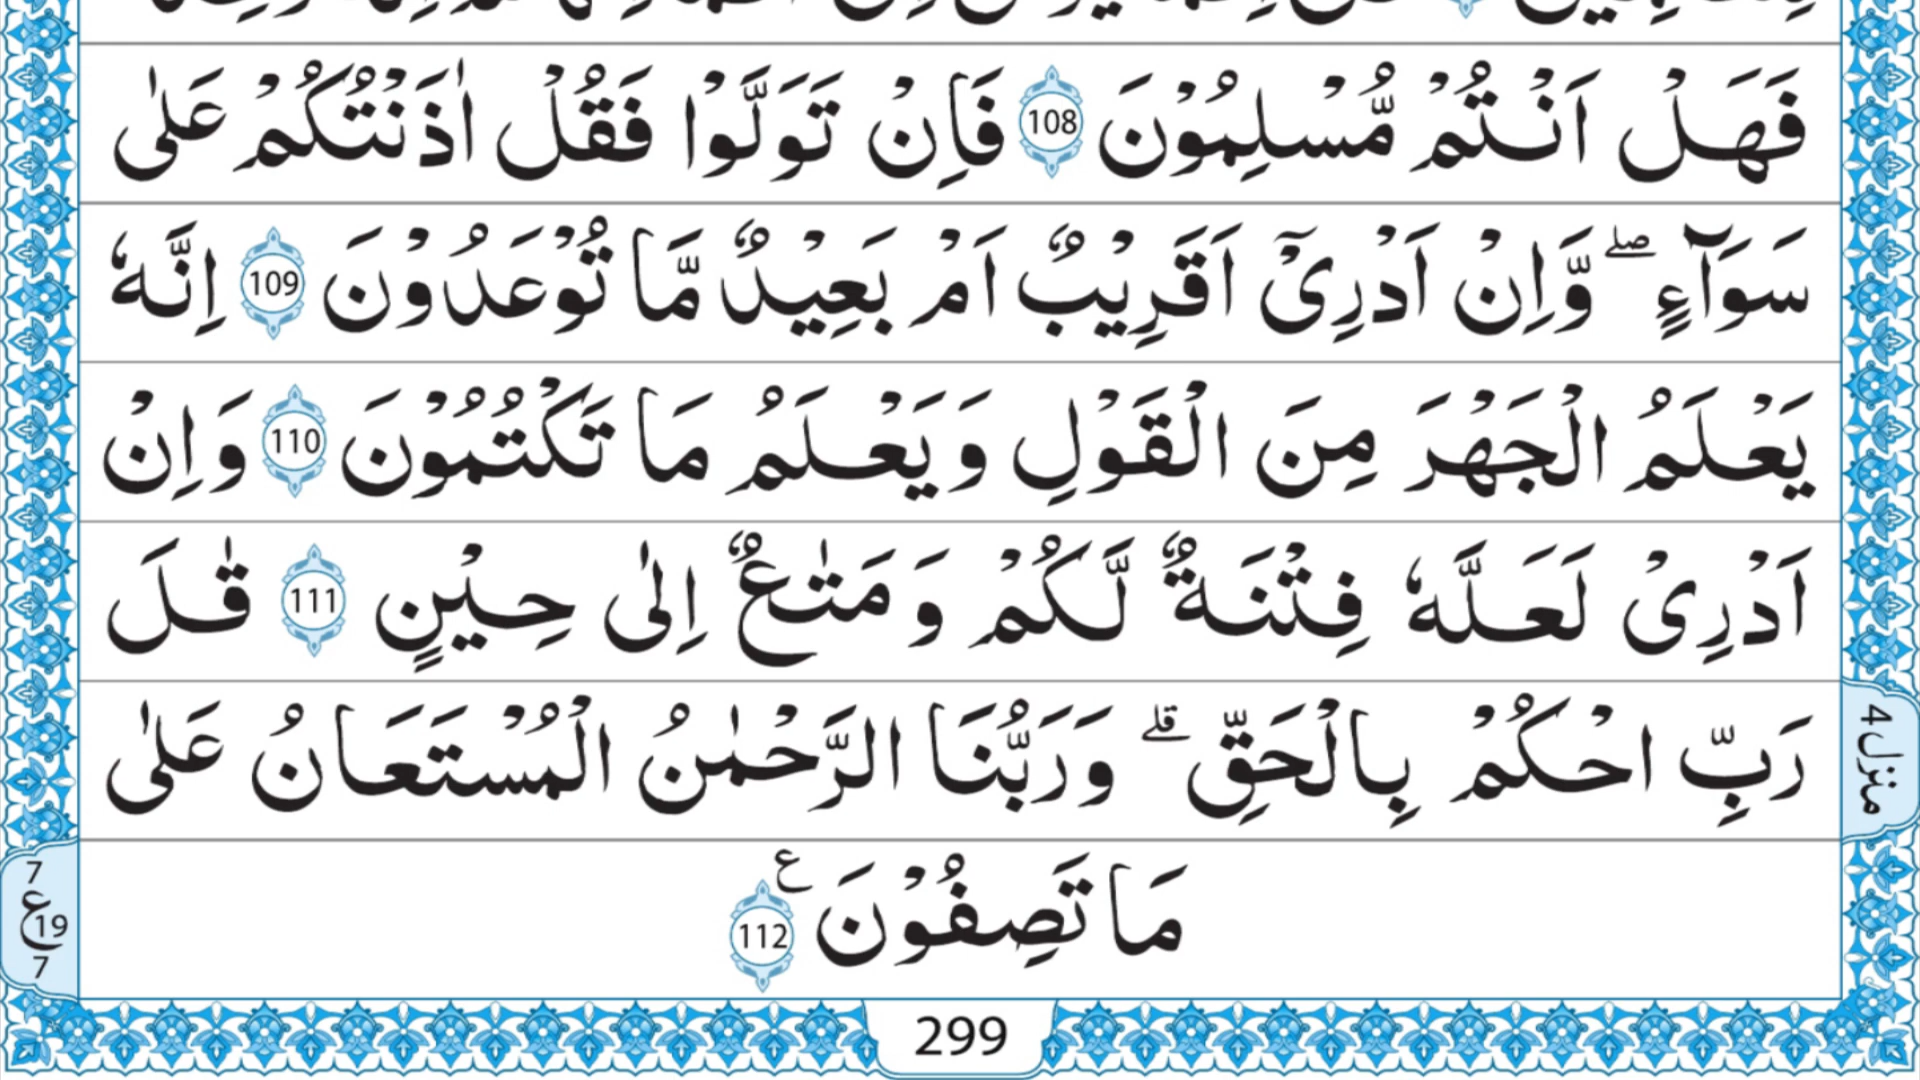 فَهَلْ اَنْتُمْ مُّسْلِمُوْنَ 108 فَاِنْ تَوَلَّوْا فَقُلْ اٰذَنْتُكُمْ عَلٰى
سَوَآءٍ ۖ وَّاِنْ اَدْرِیْٓ اَقَرِیْبٌ اَمْ بَعِیْدٌ مَّا تُوْعَدُوْنَ 109 اِنَّهٗ
یَعْلَمُ الْجَهْرَ مِنَ الْقَوْلِ وَیَعْلَمُ مَا تَكْتُمُوْنَ 110 وَاِنْ
اَدْرِیْ لَعَلَّهٗ فِتْنَةٌ لَّكُمْ وَمَتٰعٌ اِلٰى حِیْنٍ 111 قٰلَ
رَبِّ احْكُمْ بِالْحَقِّ ۗ وَرَبُّنَا الرَّحْمٰنُ الْمُسْتَعَانُ عَلٰى
منزل 4
مَا تَصِفُوْنَ ع 112
7
ع 19
7
299